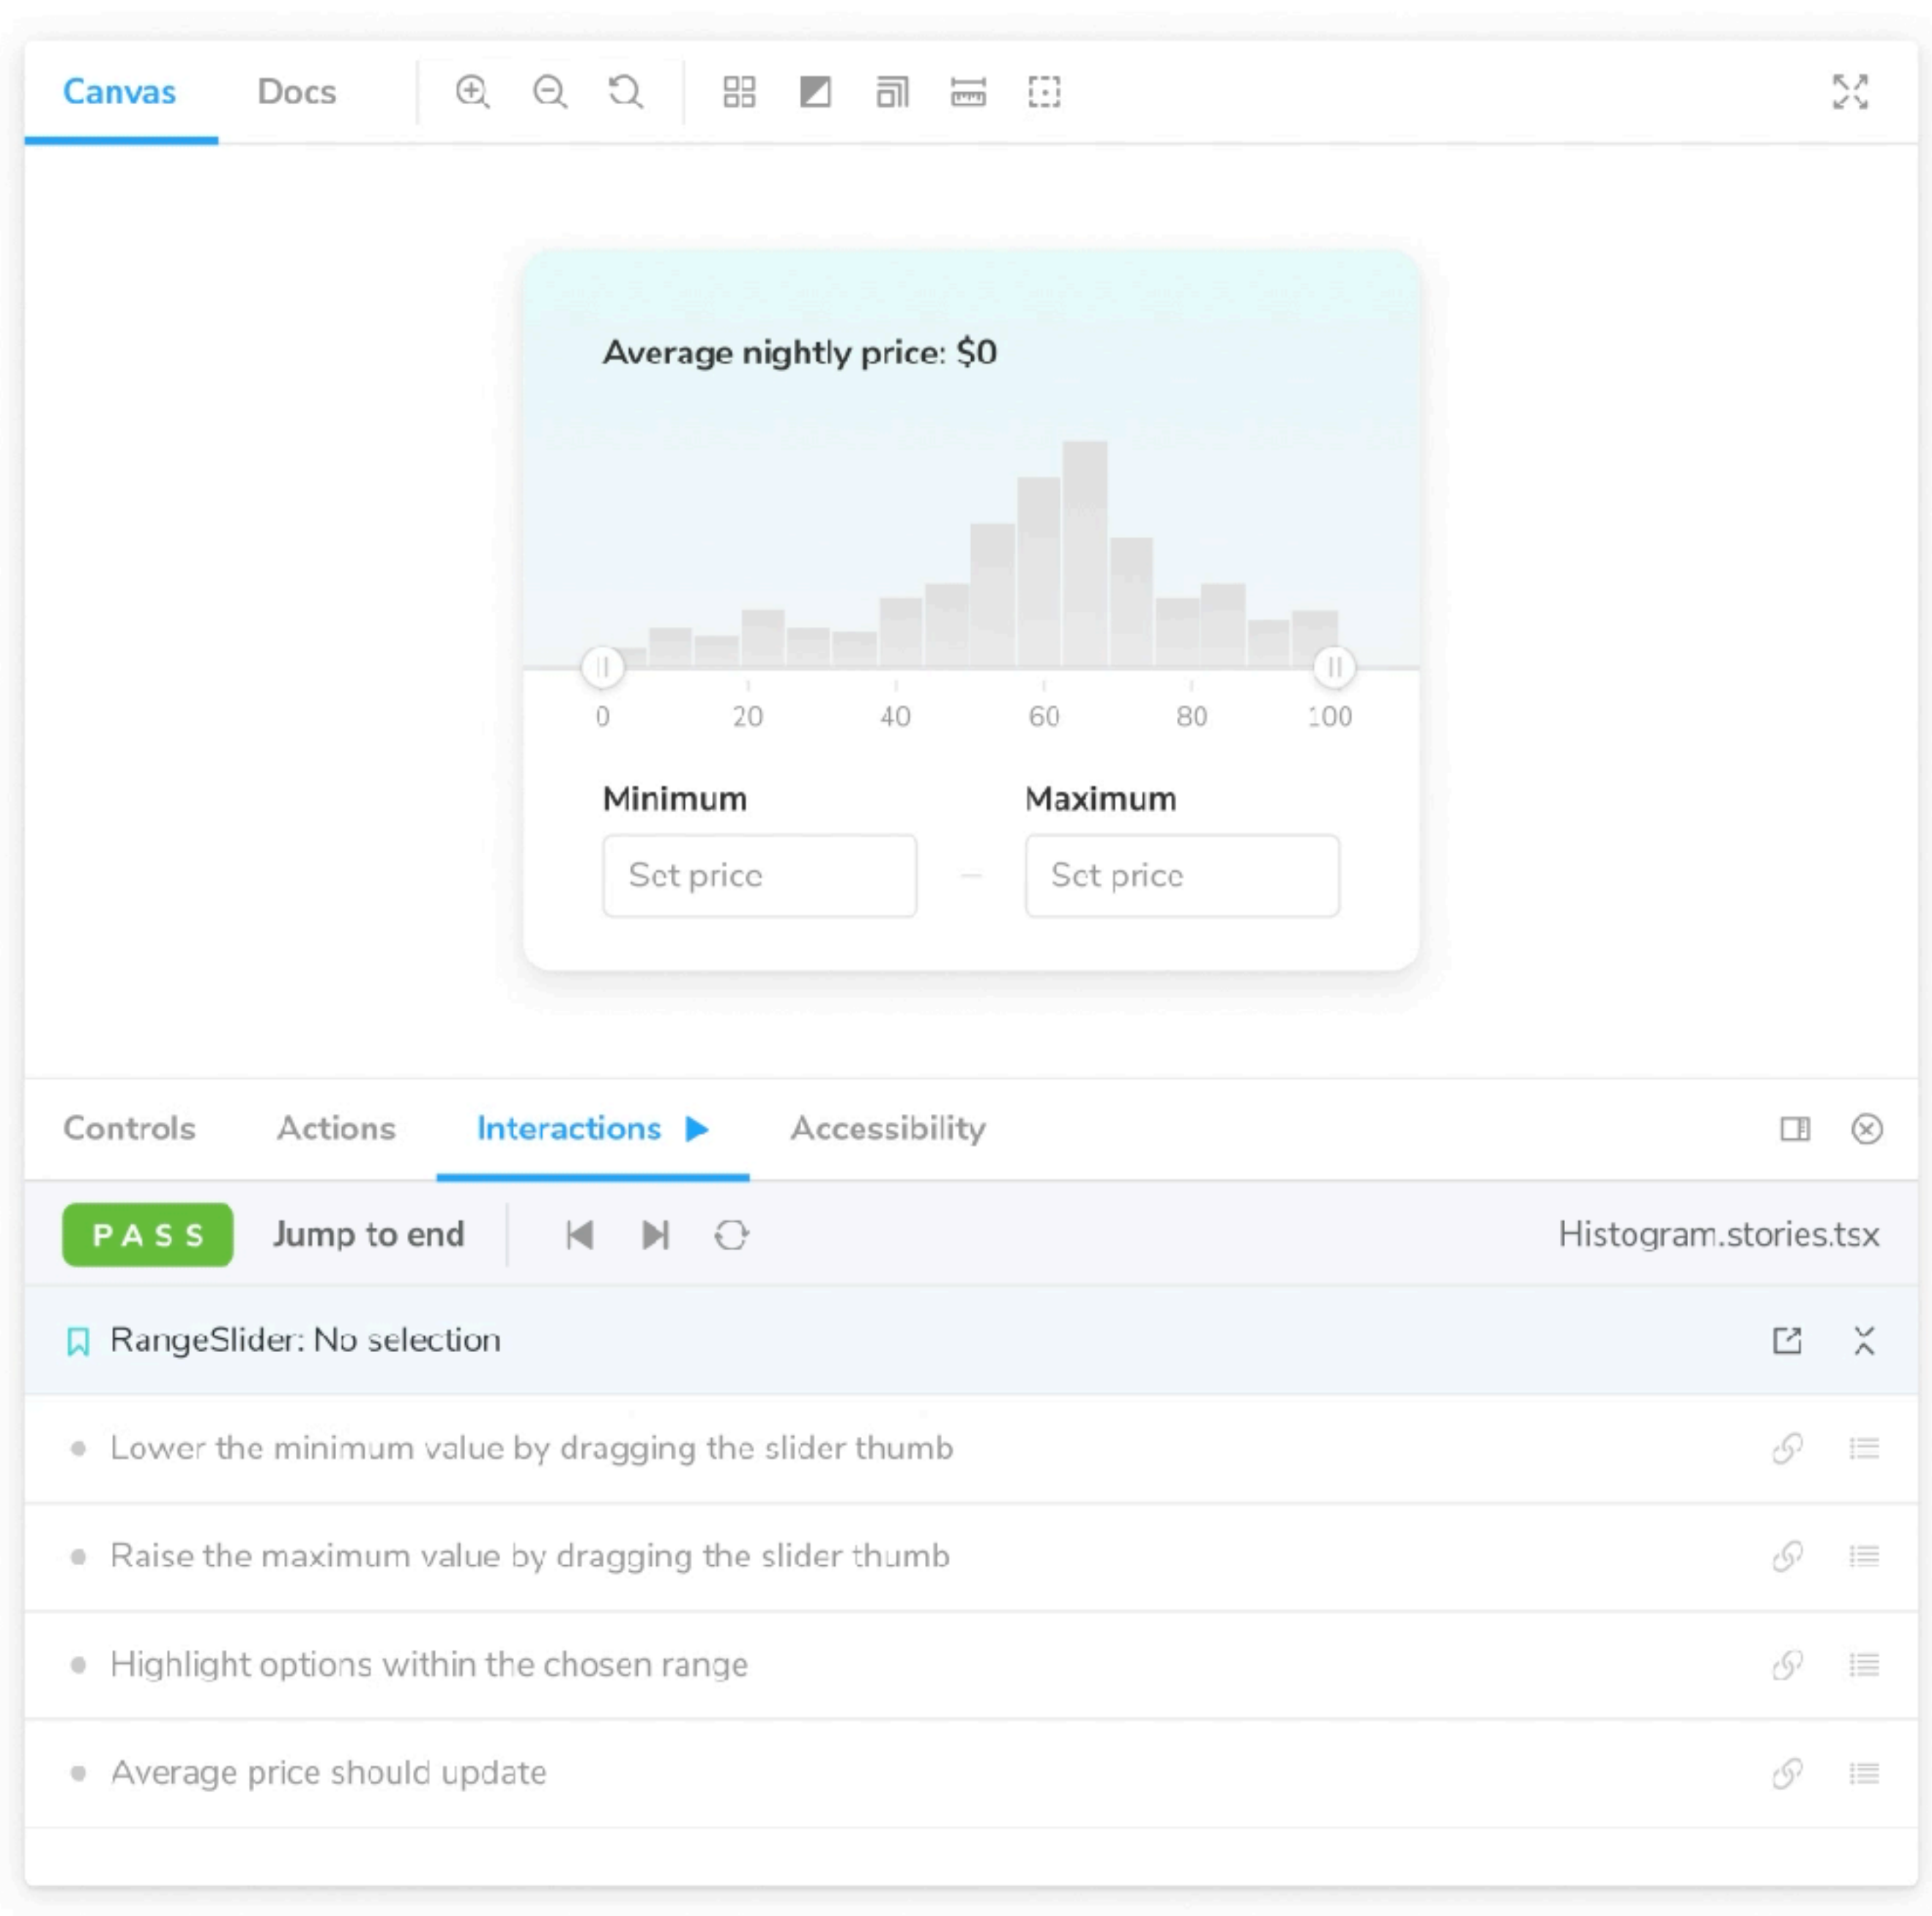 Canvas Docs
Average nightly price: $0
0 20 40 60 80 100
Minimum Maximum
Set price – Set price
Controls Actions Interactions Accessibility
PASS Jump to end Histogram.stories.tsx
RangeSlider: No selection
Lower the minimum value by dragging the slider thumb
Raise the maximum value by dragging the slider thumb
Highlight options within the chosen range
Average price should update